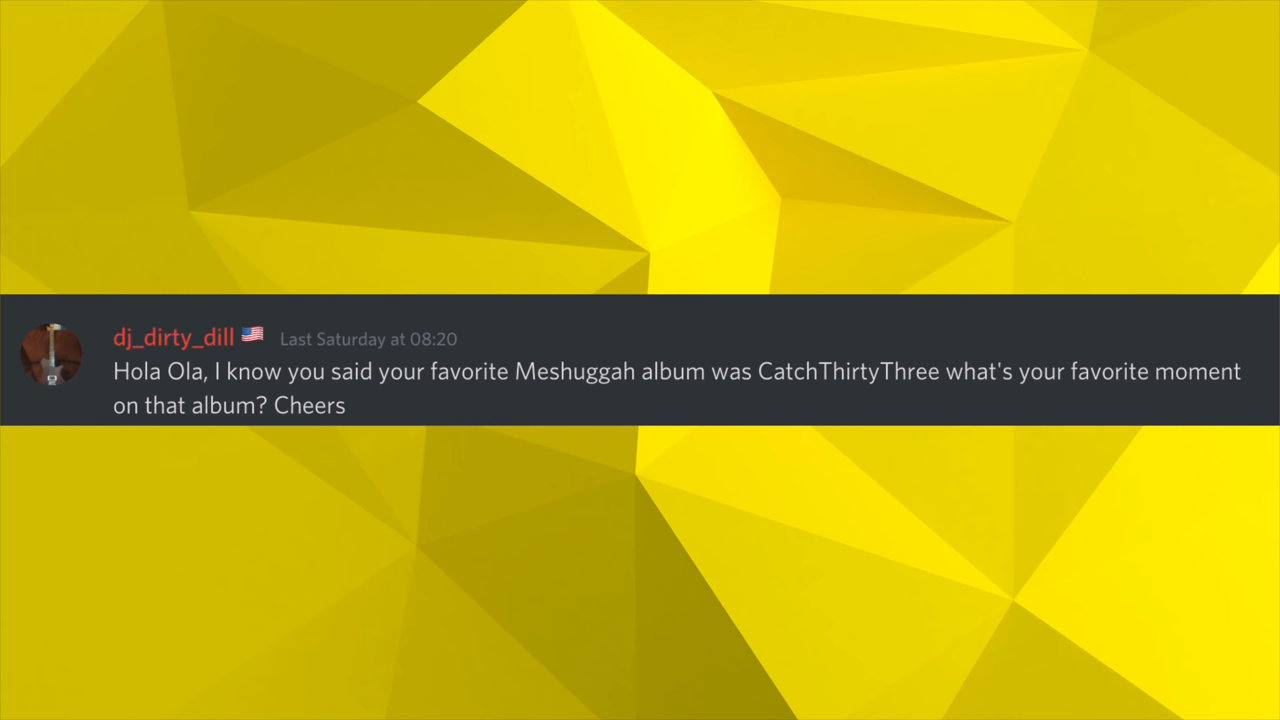 dj_dirty_dill 🇺🇸 Last Saturday at 08:20
Hola Ola, I know you said your favorite Meshuggah album was CatchThirtyThree what's your favorite moment
on that album? Cheers